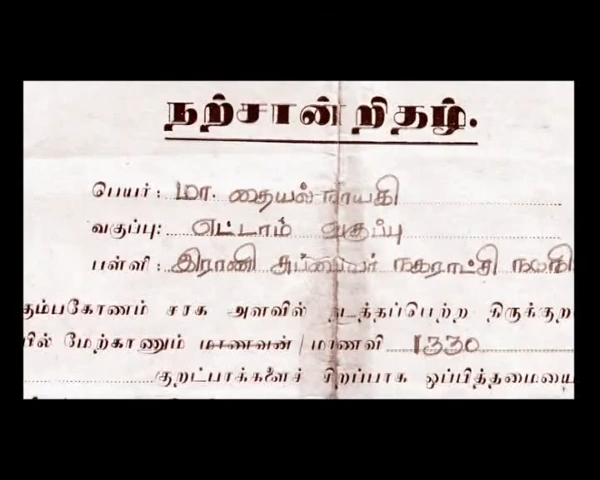 நற்சான்றிதழ்.
பெயர்: மா. தையல்நாயகி
வகுப்பு: எட்டாம் வகுப்பு
பள்ளி: இராணி நகராட்சி
கும்பகோணம் சரக அளவில் நடத்தப்பெற்ற திருக்குற
யில் மேற்காணும் மாணவன்/மாணவி 1330
குறட்பாக்களைச் சிறப்பாக ஒப்பித்தமையை